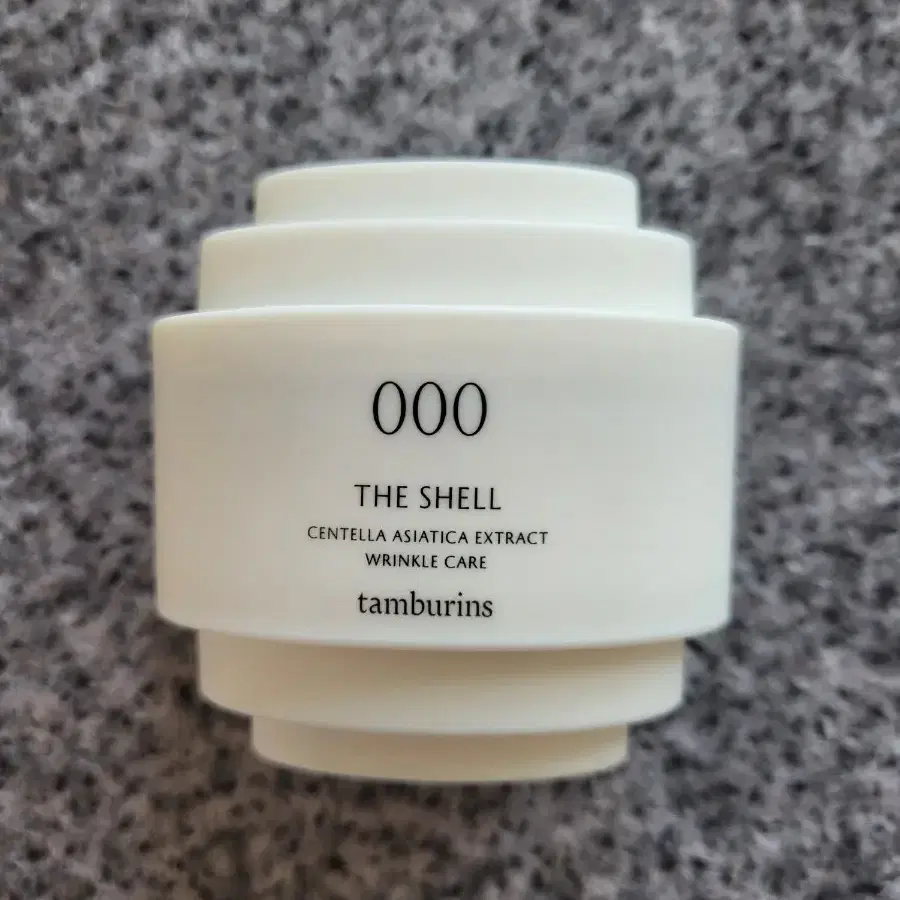 000
THE SHELL
CENTELLA ASIATICA EXTRACT
WRINKLE CARE
tamburins